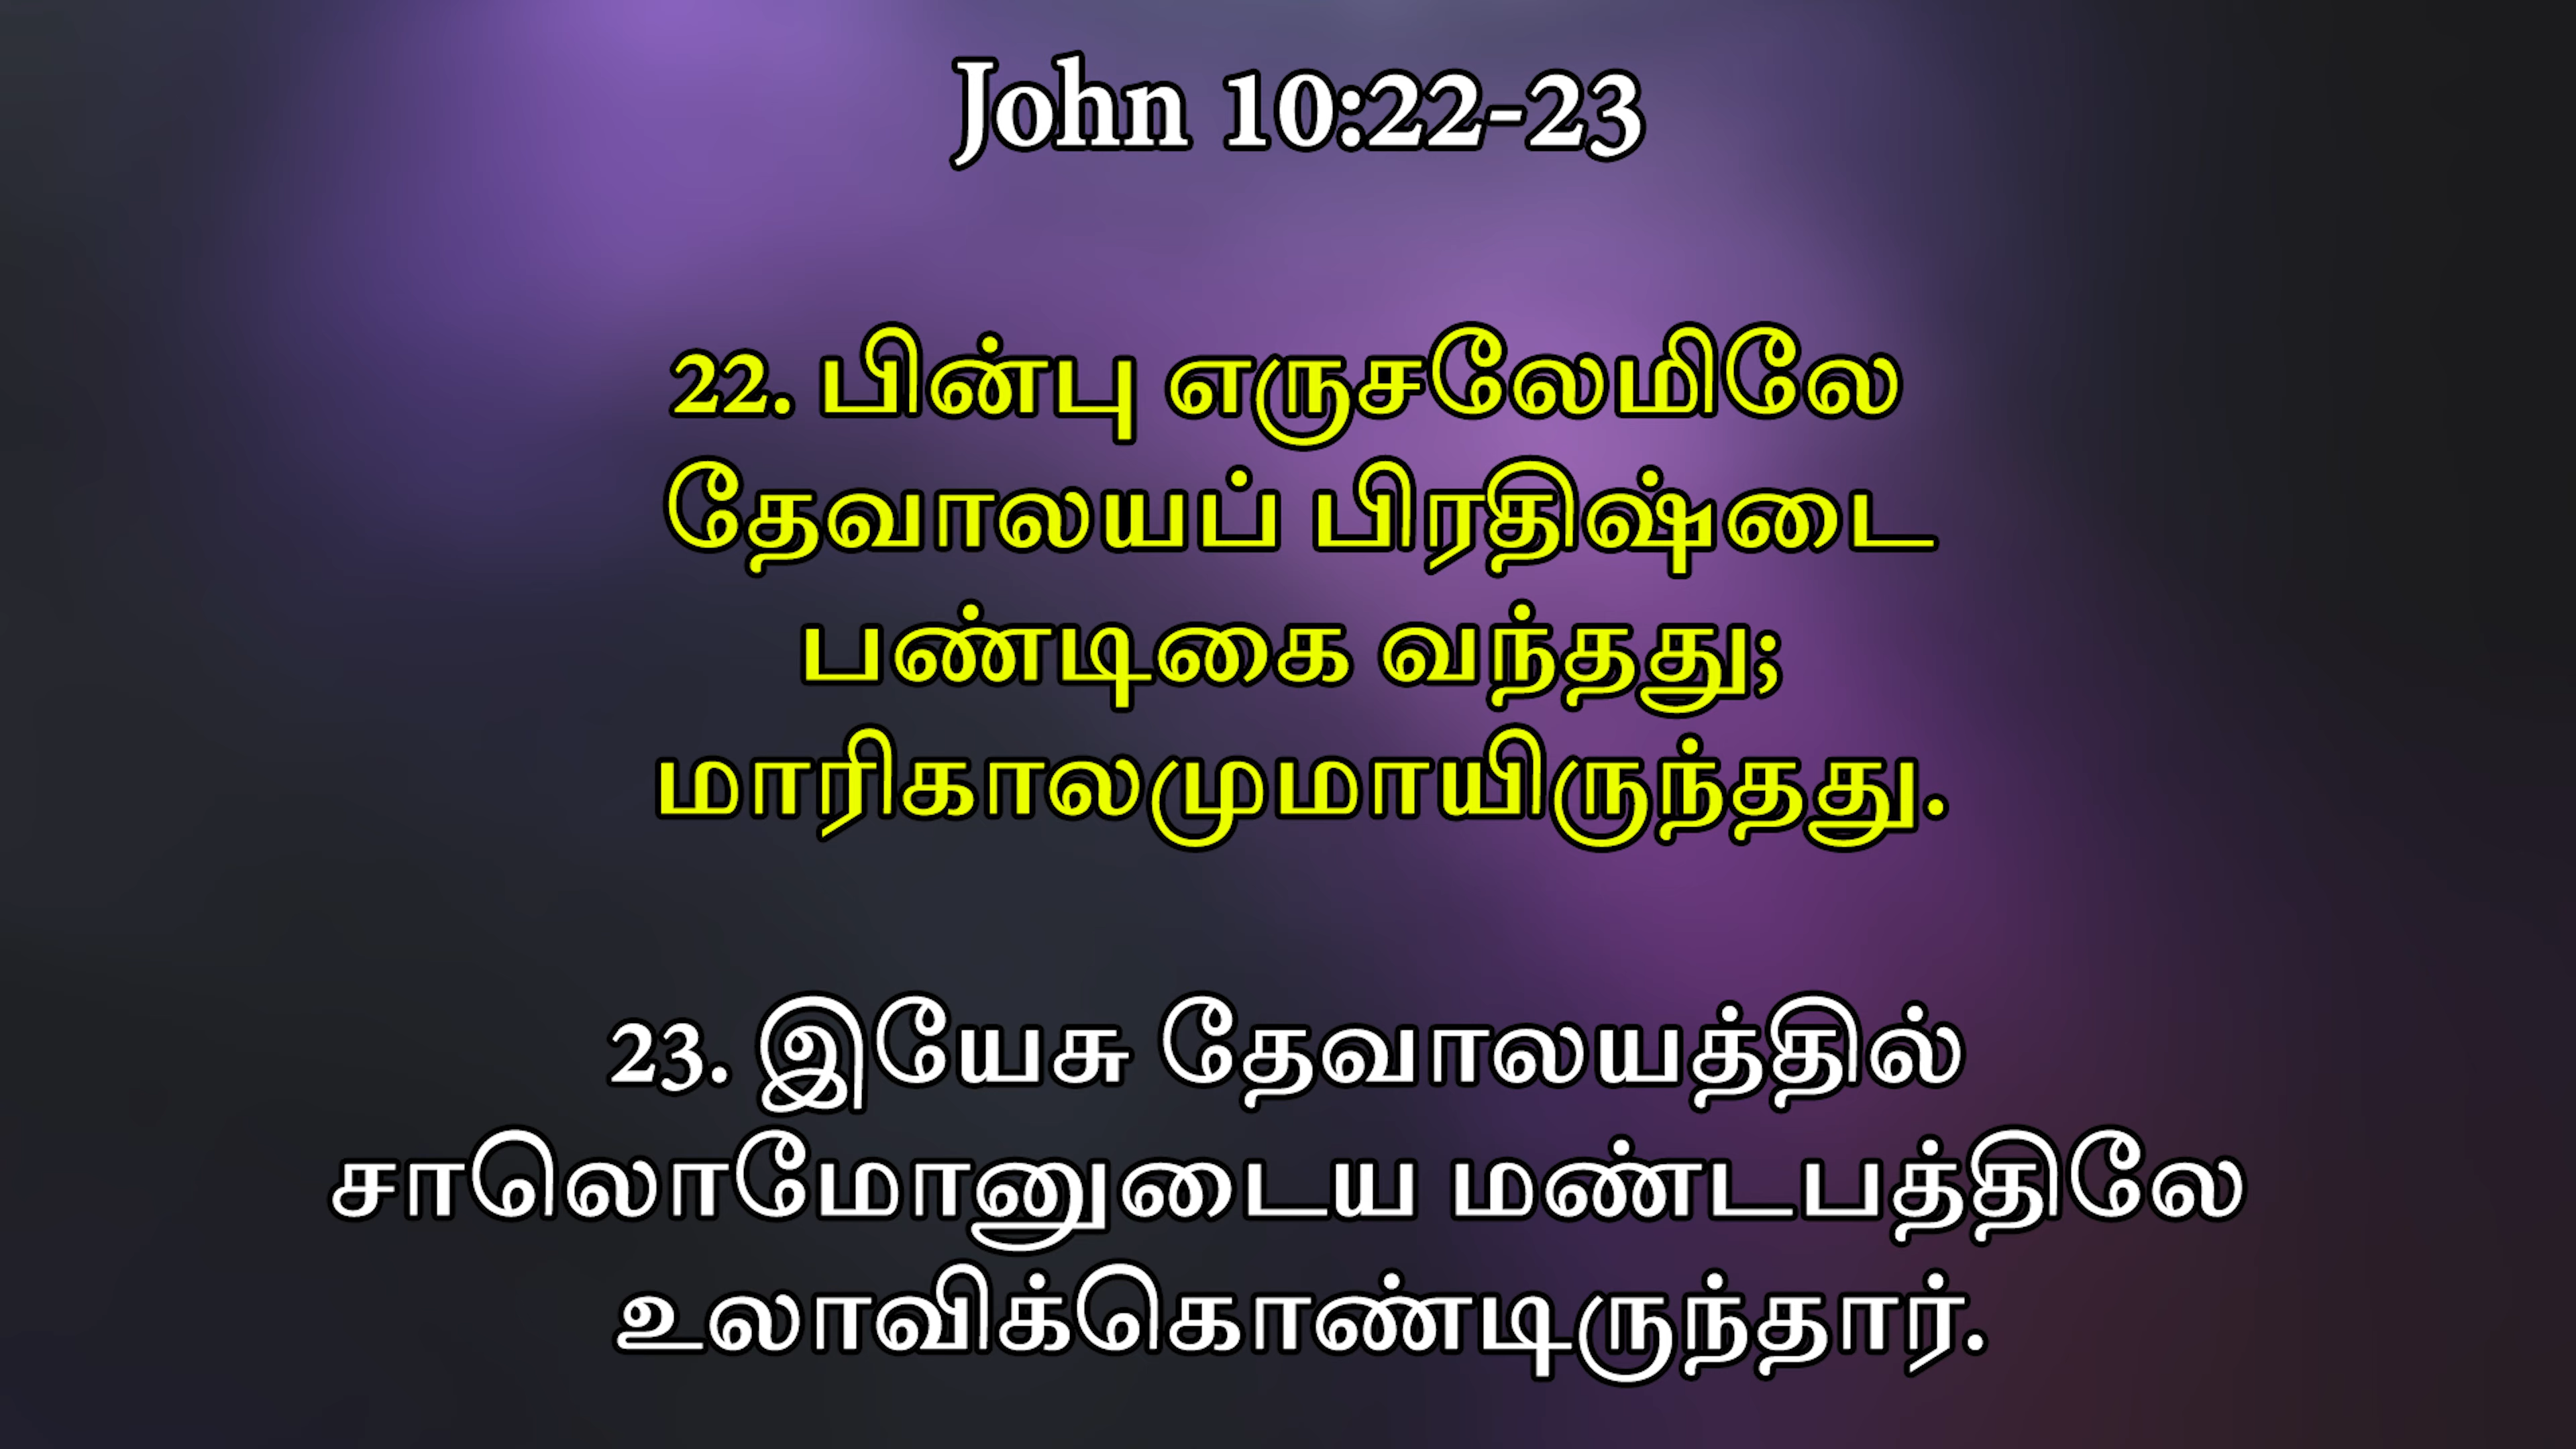 John 10:22-23
22. பின்பு எருசலேமிலே
தேவாலயப் பிரதிஷ்டை
பண்டிகை வந்தது;
மாரிகாலமுமாயிருந்தது.
23. இயேசு தேவாலயத்தில்
சாலொமோனுடைய மண்டபத்திலே
உலாவிக்கொண்டிருந்தார்.